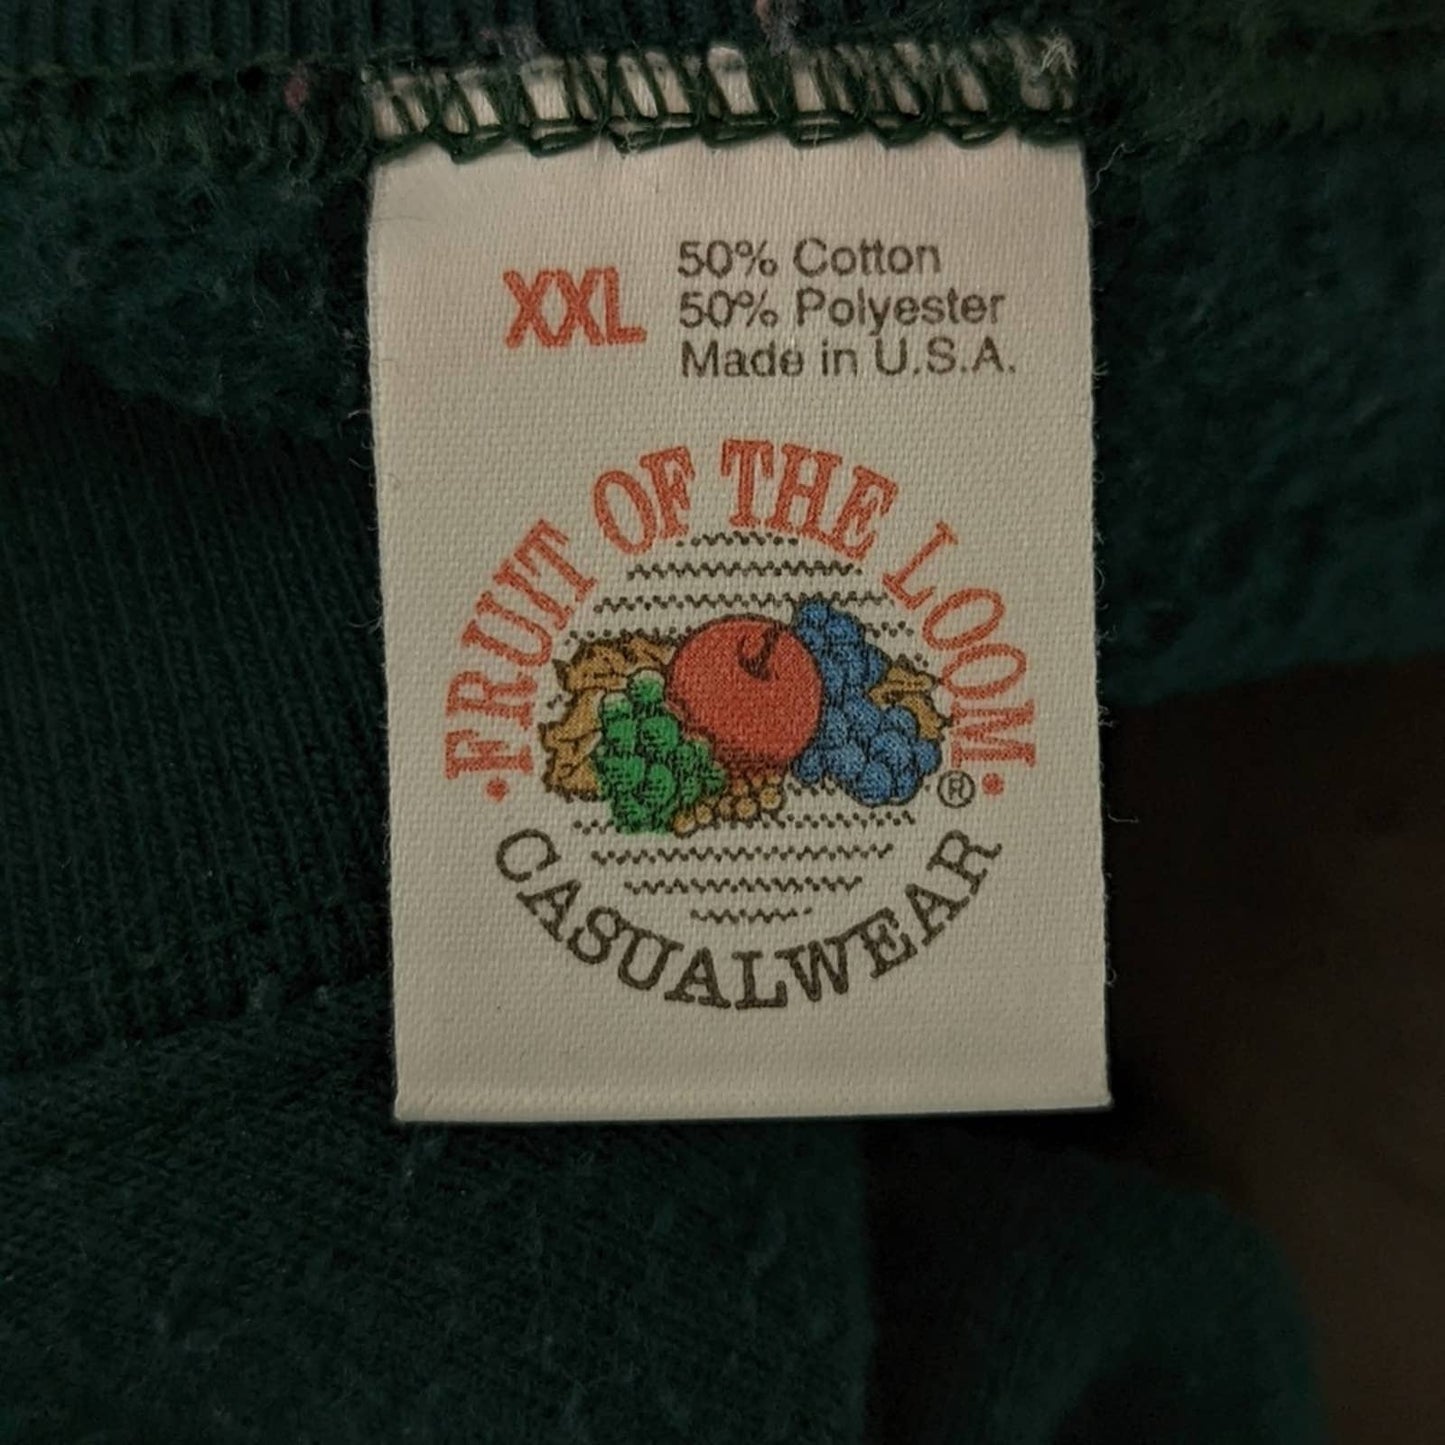 XXL
50% Cotton
50% Polyester
Made in U.S.A.
•FRUIT OF THE LOOM•
®
CASUALWEAR